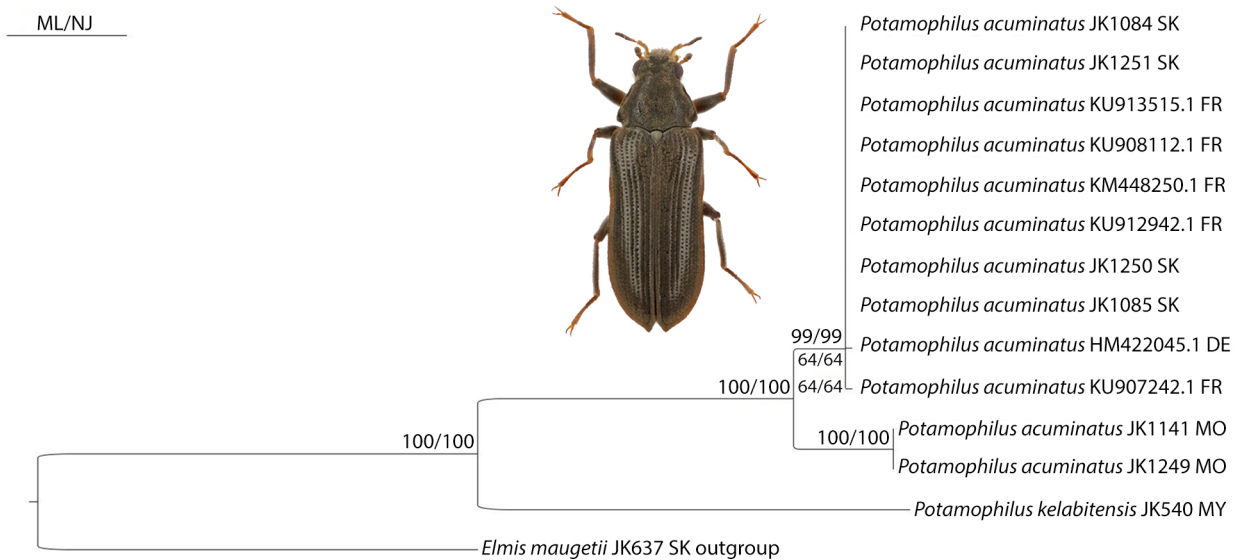 ML/NJ
Potamophilus acuminatus JK1084 SK
Potamophilus acuminatus JK1251 SK
Potamophilus acuminatus KU913515.1 FR
Potamophilus acuminatus KU908112.1 FR
Potamophilus acuminatus KM448250.1 FR
Potamophilus acuminatus KU912942.1 FR
Potamophilus acuminatus JK1250 SK
Potamophilus acuminatus JK1085 SK
99/99
Potamophilus acuminatus HM422045.1 DE
64/64
100/100
64/64
Potamophilus acuminatus KU907242.1 FR
Potamophilus acuminatus JK1141 MO
100/100
100/100
Potamophilus acuminatus JK1249 MO
Potamophilus kelabitensis JK540 MY
Elmis maugetii JK637 SK outgroup